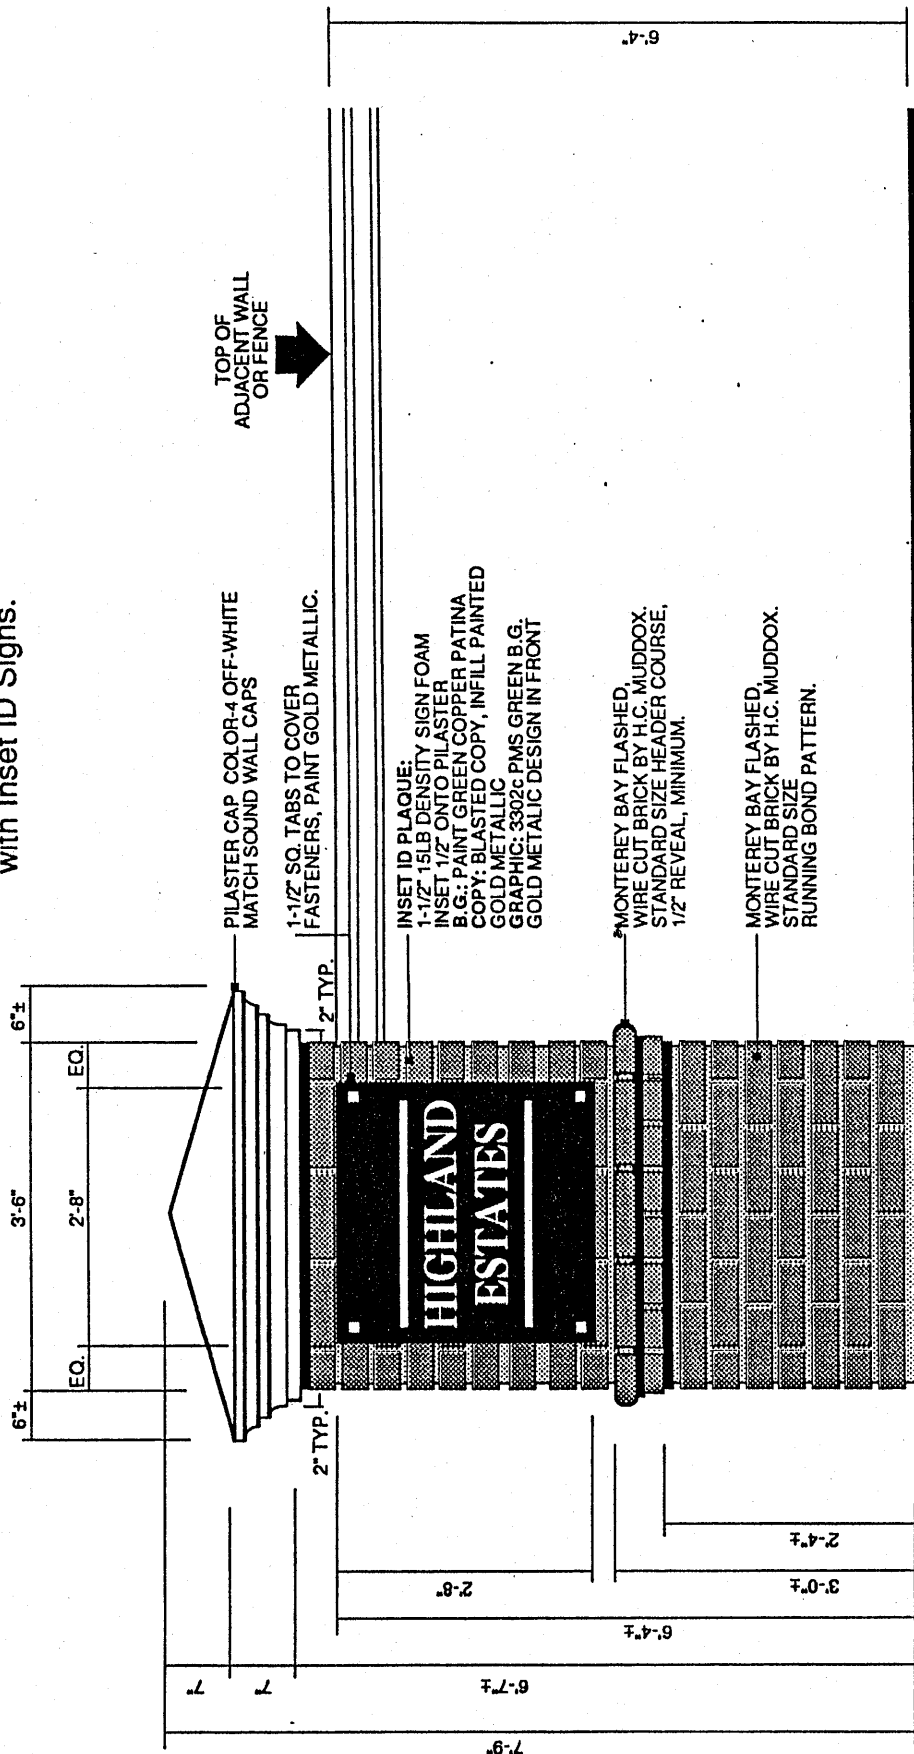 with Inset ID Signs.
6"±
3'-6"
6"±
EQ.
2'-8"
EQ.
PILASTER CAP COLOR-4 OFF-WHITE
MATCH SOUND WALL CAPS
1-1/2" SQ. TABS TO COVER
FASTENERS, PAINT GOLD METALLIC.
TOP OF
ADJACENT WALL
OR FENCE
2" TYP.
2" TYP.
INSET ID PLAQUE:
1-1/2" 15LB DENSITY SIGN FOAM
INSET 1/2" ONTO PILASTER
B.G.: PAINT GREEN COPPER PATINA
COPY: BLASTED COPY, INFILL PAINTED
GOLD METALLIC
GRAPHIC: 3302c PMS GREEN B.G.
GOLD METALIC DESIGN IN FRONT
HIGHLAND
ESTATES
MONTEREY BAY FLASHED,
WIRE CUT BRICK BY H.C. MUDDOX.
STANDARD SIZE HEADER COURSE,
1/2" REVEAL, MINIMUM.
MONTEREY BAY FLASHED,
WIRE CUT BRICK BY H.C. MUDDOX.
STANDARD SIZE
RUNNING BOND PATTERN.
7'-9"
7"
7"
6'-7"±
6'-4"±
2'-8"
3'-0"±
2'-4"±
6'-4"